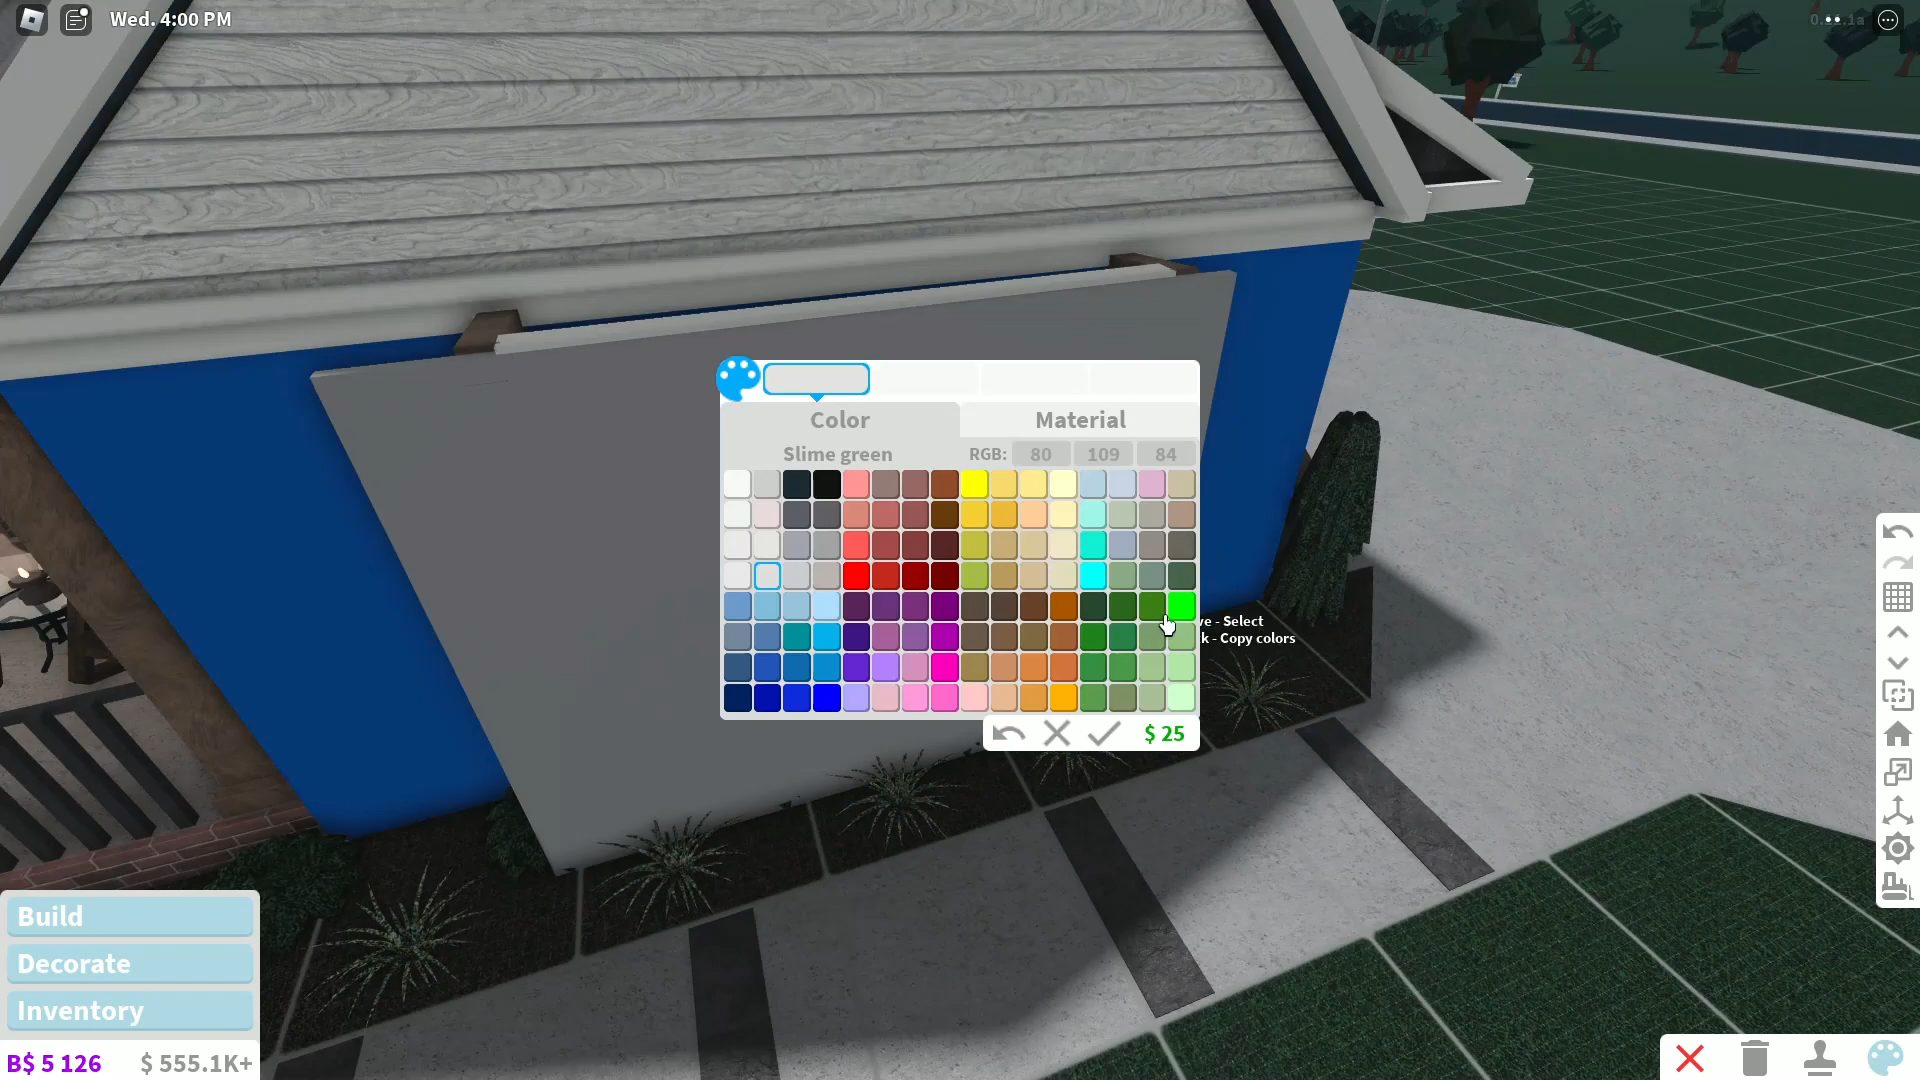 Wed. 4:00 PM
Color
Material
Slime green
RGB: 80 109 84
ve - Select
k - Copy colors
$ 25
Build
Decorate
Inventory
B$ 5 126
$ 555.1K+